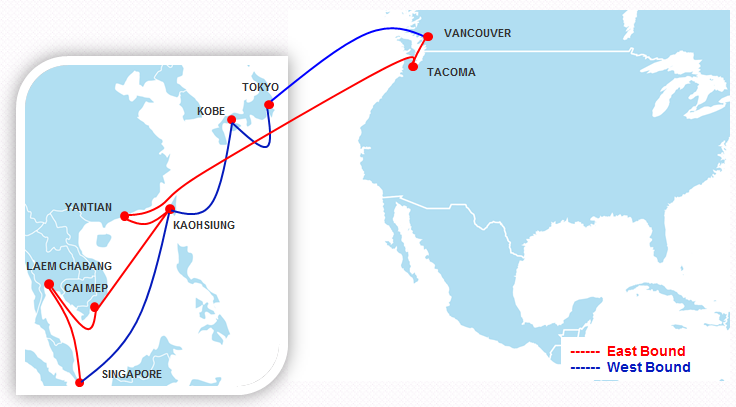 VANCOUVER
TACOMA
TOKYO
KOBE
YANTIAN
KAOHSIUNG
LAEM CHABANG
CAI MEP
SINGAPORE
------ East Bound
------ West Bound